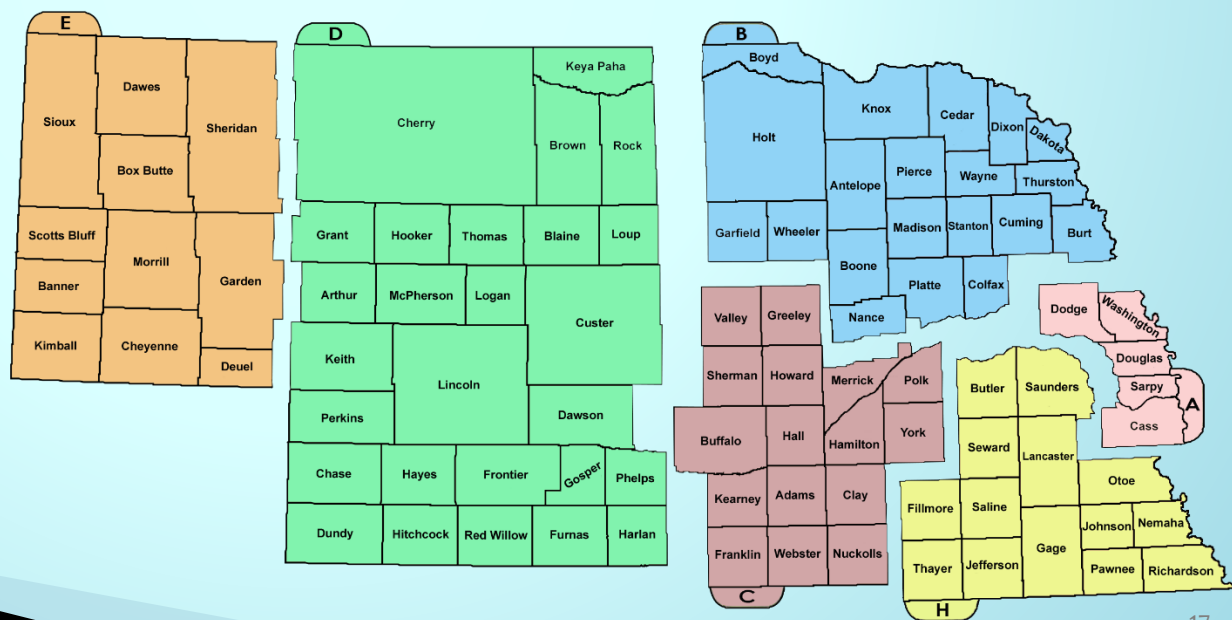 E
Sioux
Dawes
Sheridan
Box Butte
Scotts Bluff
Morrill
Garden
Banner
Kimball
Cheyenne
Deuel
D
Keya Paha
Cherry
Brown
Rock
Grant
Hooker
Thomas
Blaine
Loup
Arthur
McPherson
Logan
Custer
Keith
Lincoln
Perkins
Dawson
Chase
Hayes
Frontier
Gosper
Phelps
Dundy
Hitchcock
Red Willow
Furnas
Harlan
B
Boyd
Holt
Knox
Cedar
Dixon
Dakota
Antelope
Pierce
Wayne
Thurston
Garfield
Wheeler
Madison
Stanton
Cuming
Burt
Boone
Platte
Colfax
Nance
Valley
Greeley
Sherman
Howard
Merrick
Polk
Buffalo
Hall
Hamilton
York
Kearney
Adams
Clay
Franklin
Webster
Nuckolls
C
Dodge
Washington
Douglas
Sarpy
Cass
A
Butler
Saunders
Seward
Lancaster
Otoe
Fillmore
Saline
Gage
Johnson
Nemaha
Thayer
Jefferson
Pawnee
Richardson
H